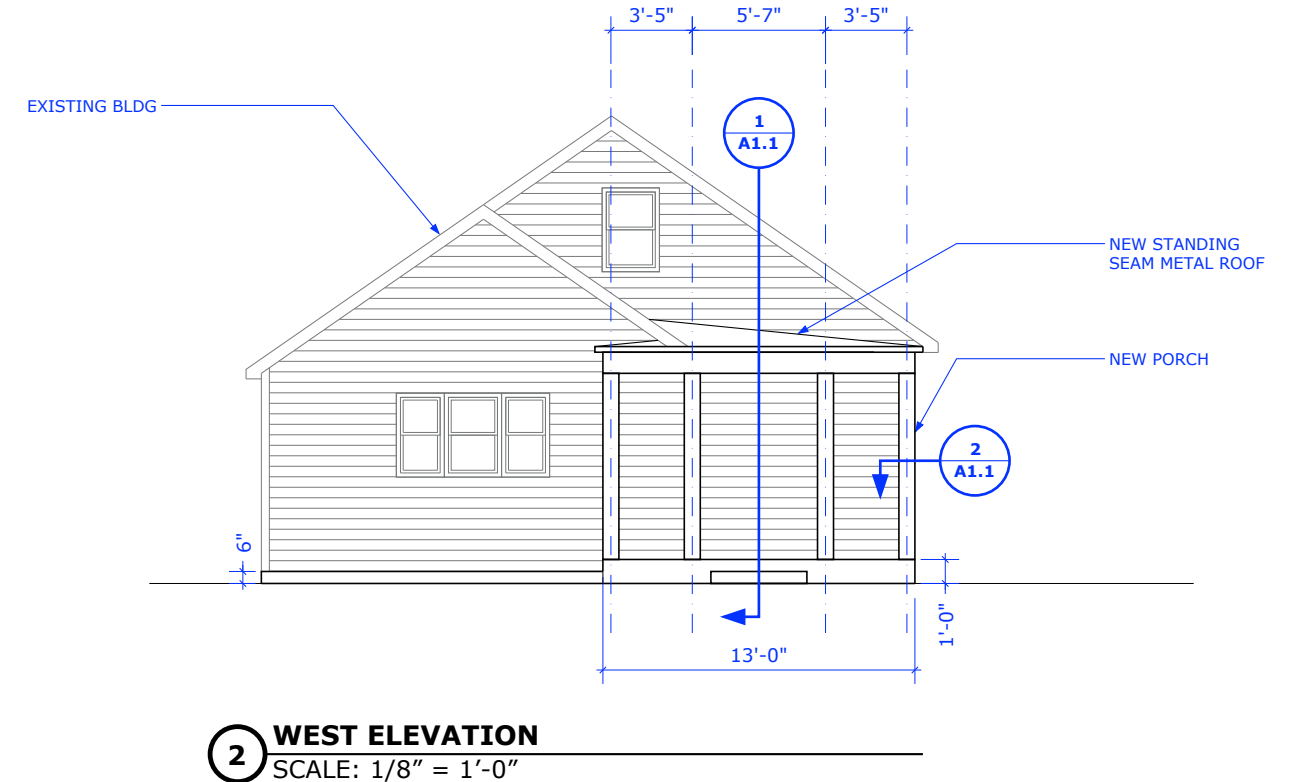 3'-5"
5'-7"
3'-5"
EXISTING BLDG
1
A1.1
NEW STANDING
SEAM METAL ROOF
NEW PORCH
2
A1.1
6"
1'-0"
13'-0"
2
WEST ELEVATION
SCALE: 1/8” = 1’-0”